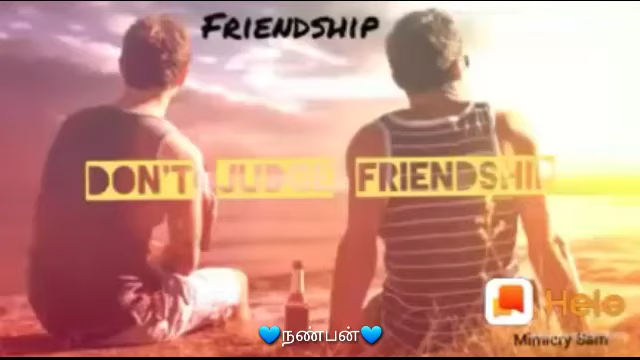 FRIENDSHIP
DON'T JUDGE FRIENDSHIP
Helo
Mimicry Sam
💙நண்பன்💙